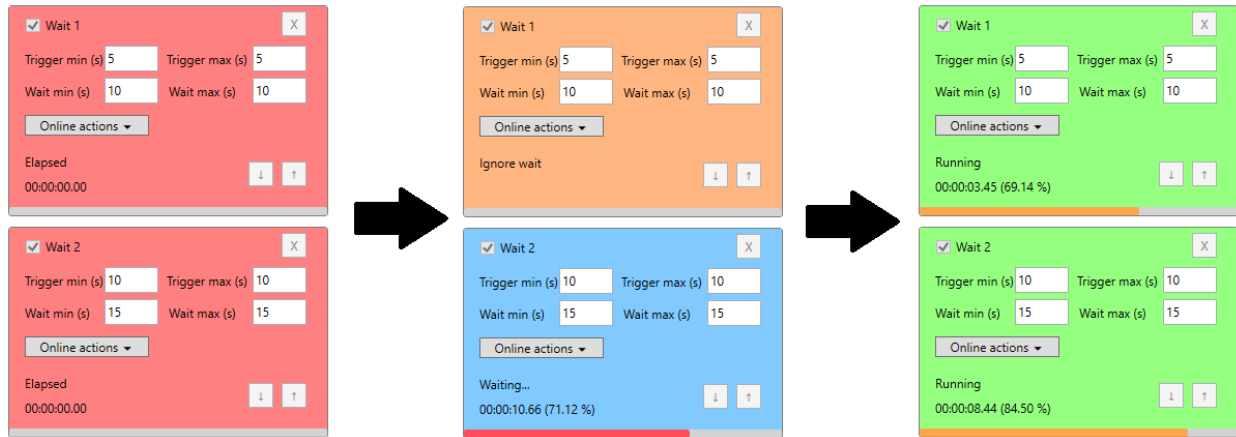 Wait 1 X
Trigger min (s) 5 Trigger max (s) 5
Wait min (s) 10 Wait max (s) 10
Online actions
Elapsed
00:00:00.00
↓ ↑
Wait 2 X
Trigger min (s) 10 Trigger max (s) 10
Wait min (s) 15 Wait max (s) 15
Online actions
Elapsed
00:00:00.00
↓ ↑
Wait 1 X
Trigger min (s) 5 Trigger max (s) 5
Wait min (s) 10 Wait max (s) 10
Online actions
Ignore wait
↓ ↑
Wait 2 X
Trigger min (s) 10 Trigger max (s) 10
Wait min (s) 15 Wait max (s) 15
Online actions
Waiting...
00:00:10.66 (71.12 %)
↓ ↑
Wait 1 X
Trigger min (s) 5 Trigger max (s) 5
Wait min (s) 10 Wait max (s) 10
Online actions
Running
00:00:03.45 (69.14 %)
↓ ↑
Wait 2 X
Trigger min (s) 10 Trigger max (s) 10
Wait min (s) 15 Wait max (s) 15
Online actions
Running
00:00:08.44 (84.50 %)
↓ ↑